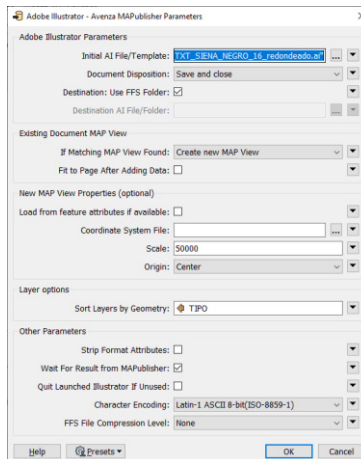 Adobe Illustrator - Avenza MAPublisher Parameters
Adobe Illustrator Parameters
Initial AI File/Template: TXT_SIENA_NEGRO_16_redondeado.ai" ...
Document Disposition: Save and close
Destination: Use FFS Folder:
Destination AI File/Folder: ...
Existing Document MAP View
If Matching MAP View Found: Create new MAP View
Fit to Page After Adding Data:
New MAP View Properties (optional)
Load from feature attributes if available:
Coordinate System File: ...
Scale: 50000
Origin: Center
Layer options
Sort Layers by Geometry: TIPO
Other Parameters
Strip Format Attributes:
Wait For Result from MAPublisher:
Quit Launched Illustrator If Unused:
Character Encoding: Latin-1 ASCII 8-bit(ISO-8859-1)
FFS File Compression Level: None
Help Presets OK Cancel